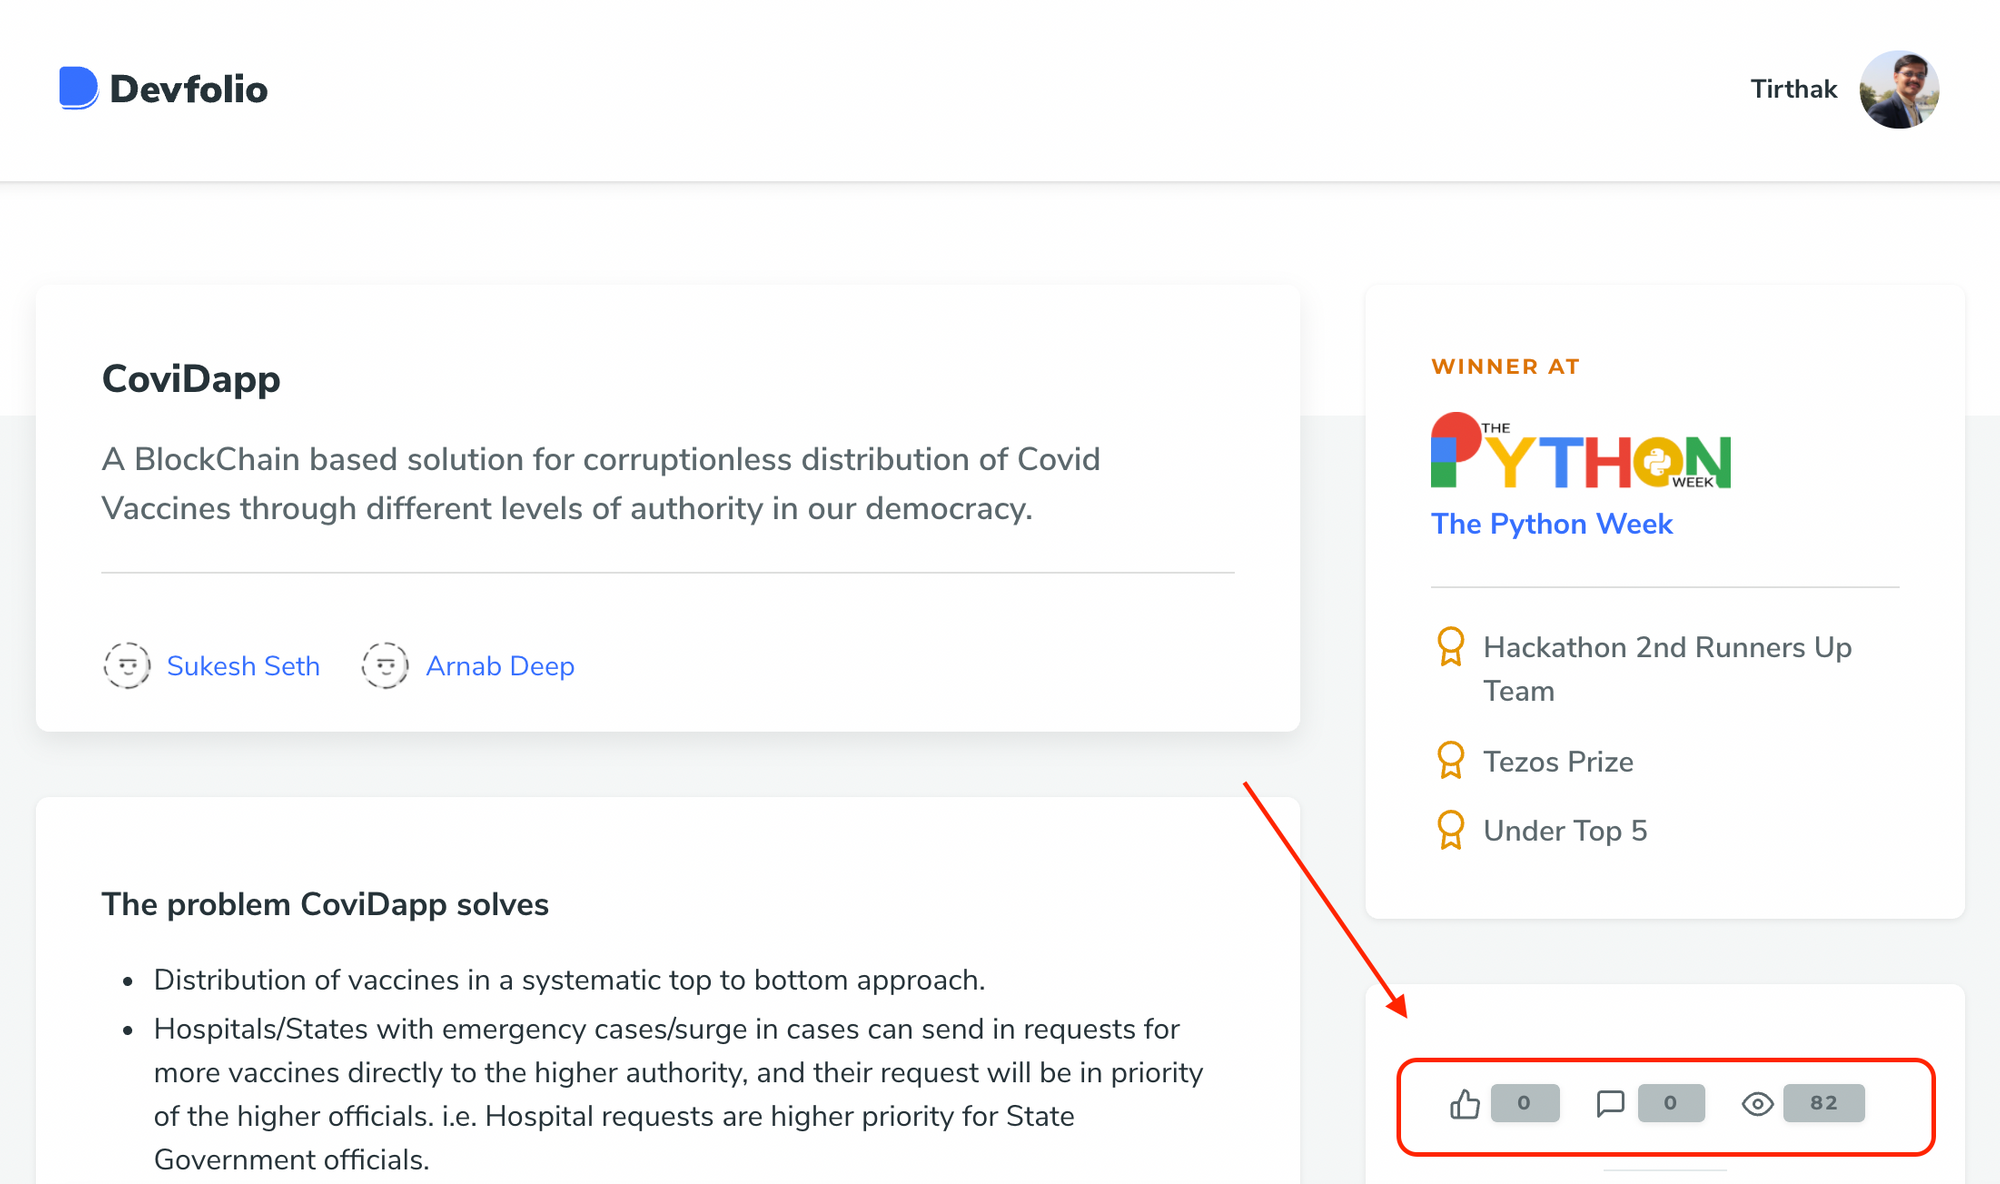 Devfolio
Tirthak
CoviDapp
A BlockChain based solution for corruptionless distribution of Covid
Vaccines through different levels of authority in our democracy.
Sukesh Seth
Arnab Deep
The problem CoviDapp solves
• Distribution of vaccines in a systematic top to bottom approach.
• Hospitals/States with emergency cases/surge in cases can send in requests for
more vaccines directly to the higher authority, and their request will be in priority
of the higher officials. i.e. Hospital requests are higher priority for State
Government officials.
WINNER AT
THE
PYTHON
WEEK
The Python Week
Hackathon 2nd Runners Up
Team
Tezos Prize
Under Top 5
0 0 82